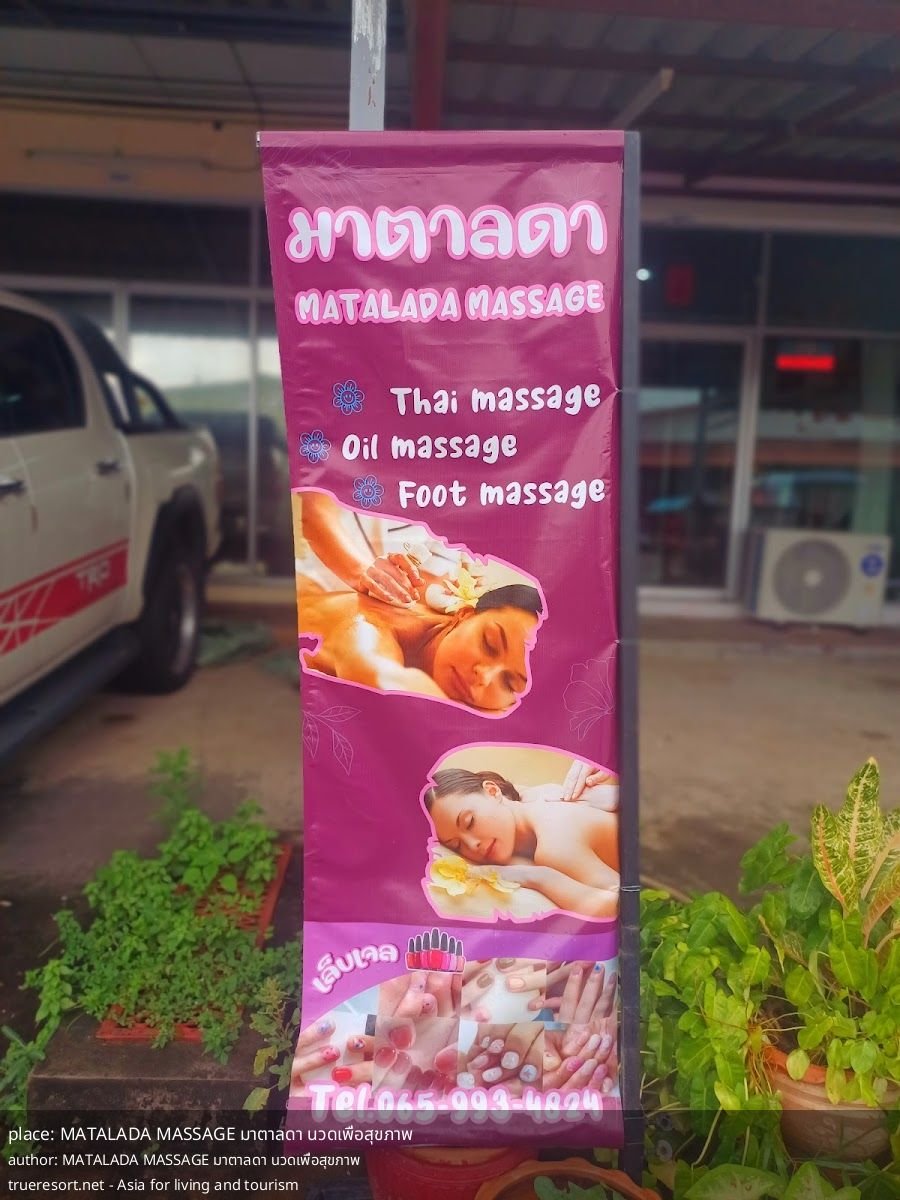 มาตาลดา
MATALADA MASSAGE
Thai massage
Oil massage
Foot massage
TRD
เล็บเจล
Tel.065-993-4824
place: MATALADA MASSAGE มาตาลดา นวดเพื่อสุขภาพ
author: MATALADA MASSAGE มาตาลดา นวดเพื่อสุขภาพ
trueresort.net - Asia for living and tourism